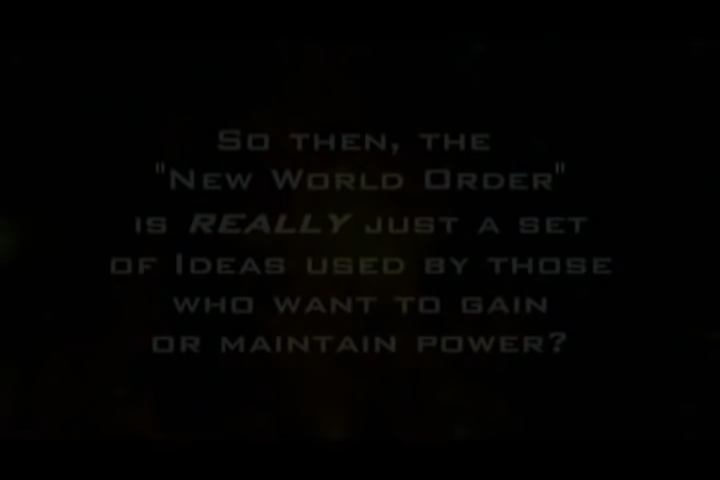 So then, the
"New World Order"
is REALLY just a set
of Ideas used by those
who want to gain
or maintain power?